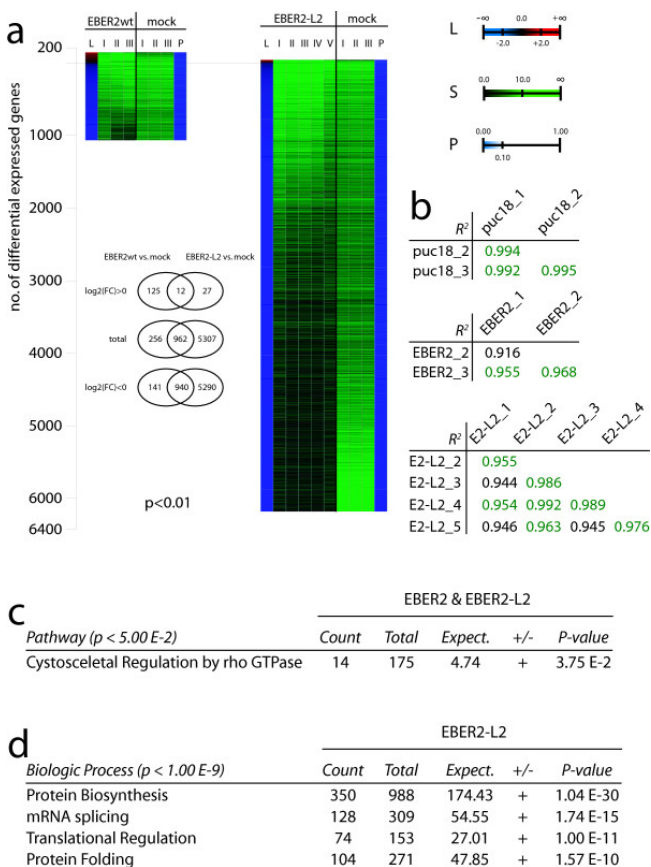 a
EBER2wt mock
L I II III I II III P
EBER2-L2 mock
L I II III IV V I II III P
no. of differential expressed genes
200
1000
2000
3000
4000
5000
6000
6400
EBER2wt vs. mock EBER2-L2 vs. mock
log2(FC)>0 125 12 27
total 256 962 5307
log2(FC)<0 141 940 5290
p<0.01
L -∞ 0.0 +∞
-2.0 +2.0
S 0.0 10.0 ∞
P 0.00 1.00
0.10
b
R² puc18_1 puc18_2
puc18_2 0.994
puc18_3 0.992 0.995
R² EBER2_1 EBER2_2
EBER2_2 0.916
EBER2_3 0.955 0.968
R² E2-L2_1 E2-L2_2 E2-L2_3 E2-L2_4
E2-L2_2 0.955
E2-L2_3 0.944 0.986
E2-L2_4 0.954 0.992 0.989
E2-L2_5 0.946 0.963 0.945 0.976
c
EBER2 & EBER2-L2
Pathway (p < 5.00 E-2) Count Total Expect. +/- P-value
Cystosceletal Regulation by rho GTPase 14 175 4.74 + 3.75 E-2
d
EBER2-L2
Biologic Process (p < 1.00 E-9) Count Total Expect. +/- P-value
Protein Biosynthesis 350 988 174.43 + 1.04 E-30
mRNA splicing 128 309 54.55 + 1.74 E-15
Translational Regulation 74 153 27.01 + 1.00 E-11
Protein Folding 104 271 47.85 + 1.57 E-10